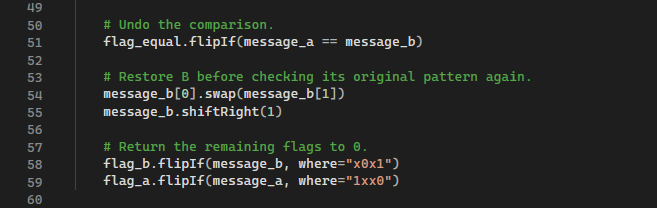 49
50 # Undo the comparison.
51 flag_equal.flipIf(message_a == message_b)
52
53 # Restore B before checking its original pattern again.
54 message_b[0].swap(message_b[1])
55 message_b.shiftRight(1)
56
57 # Return the remaining flags to 0.
58 flag_b.flipIf(message_b, where="x0x1")
59 flag_a.flipIf(message_a, where="1xx0")
60